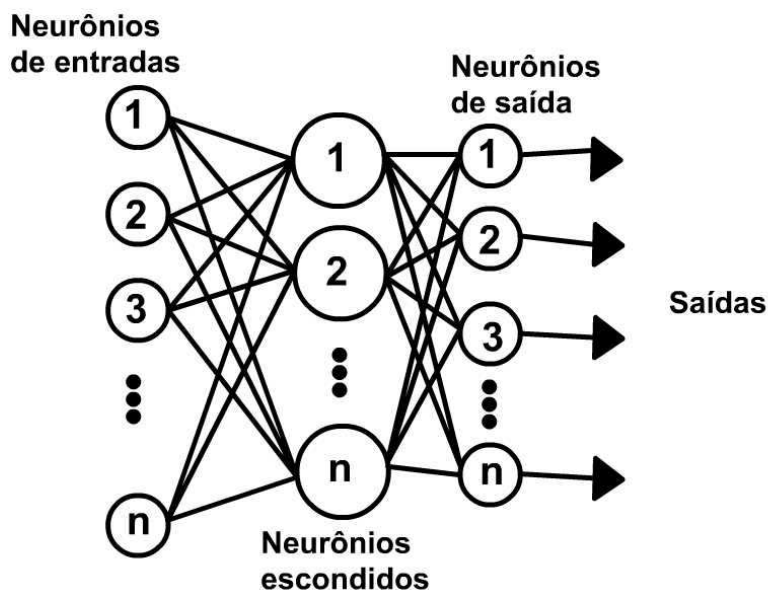 Neurônios
de entradas
1
2
3
n
1
2
n
Neurônios
escondidos
Neurônios
de saída
1
2
3
n
Saídas